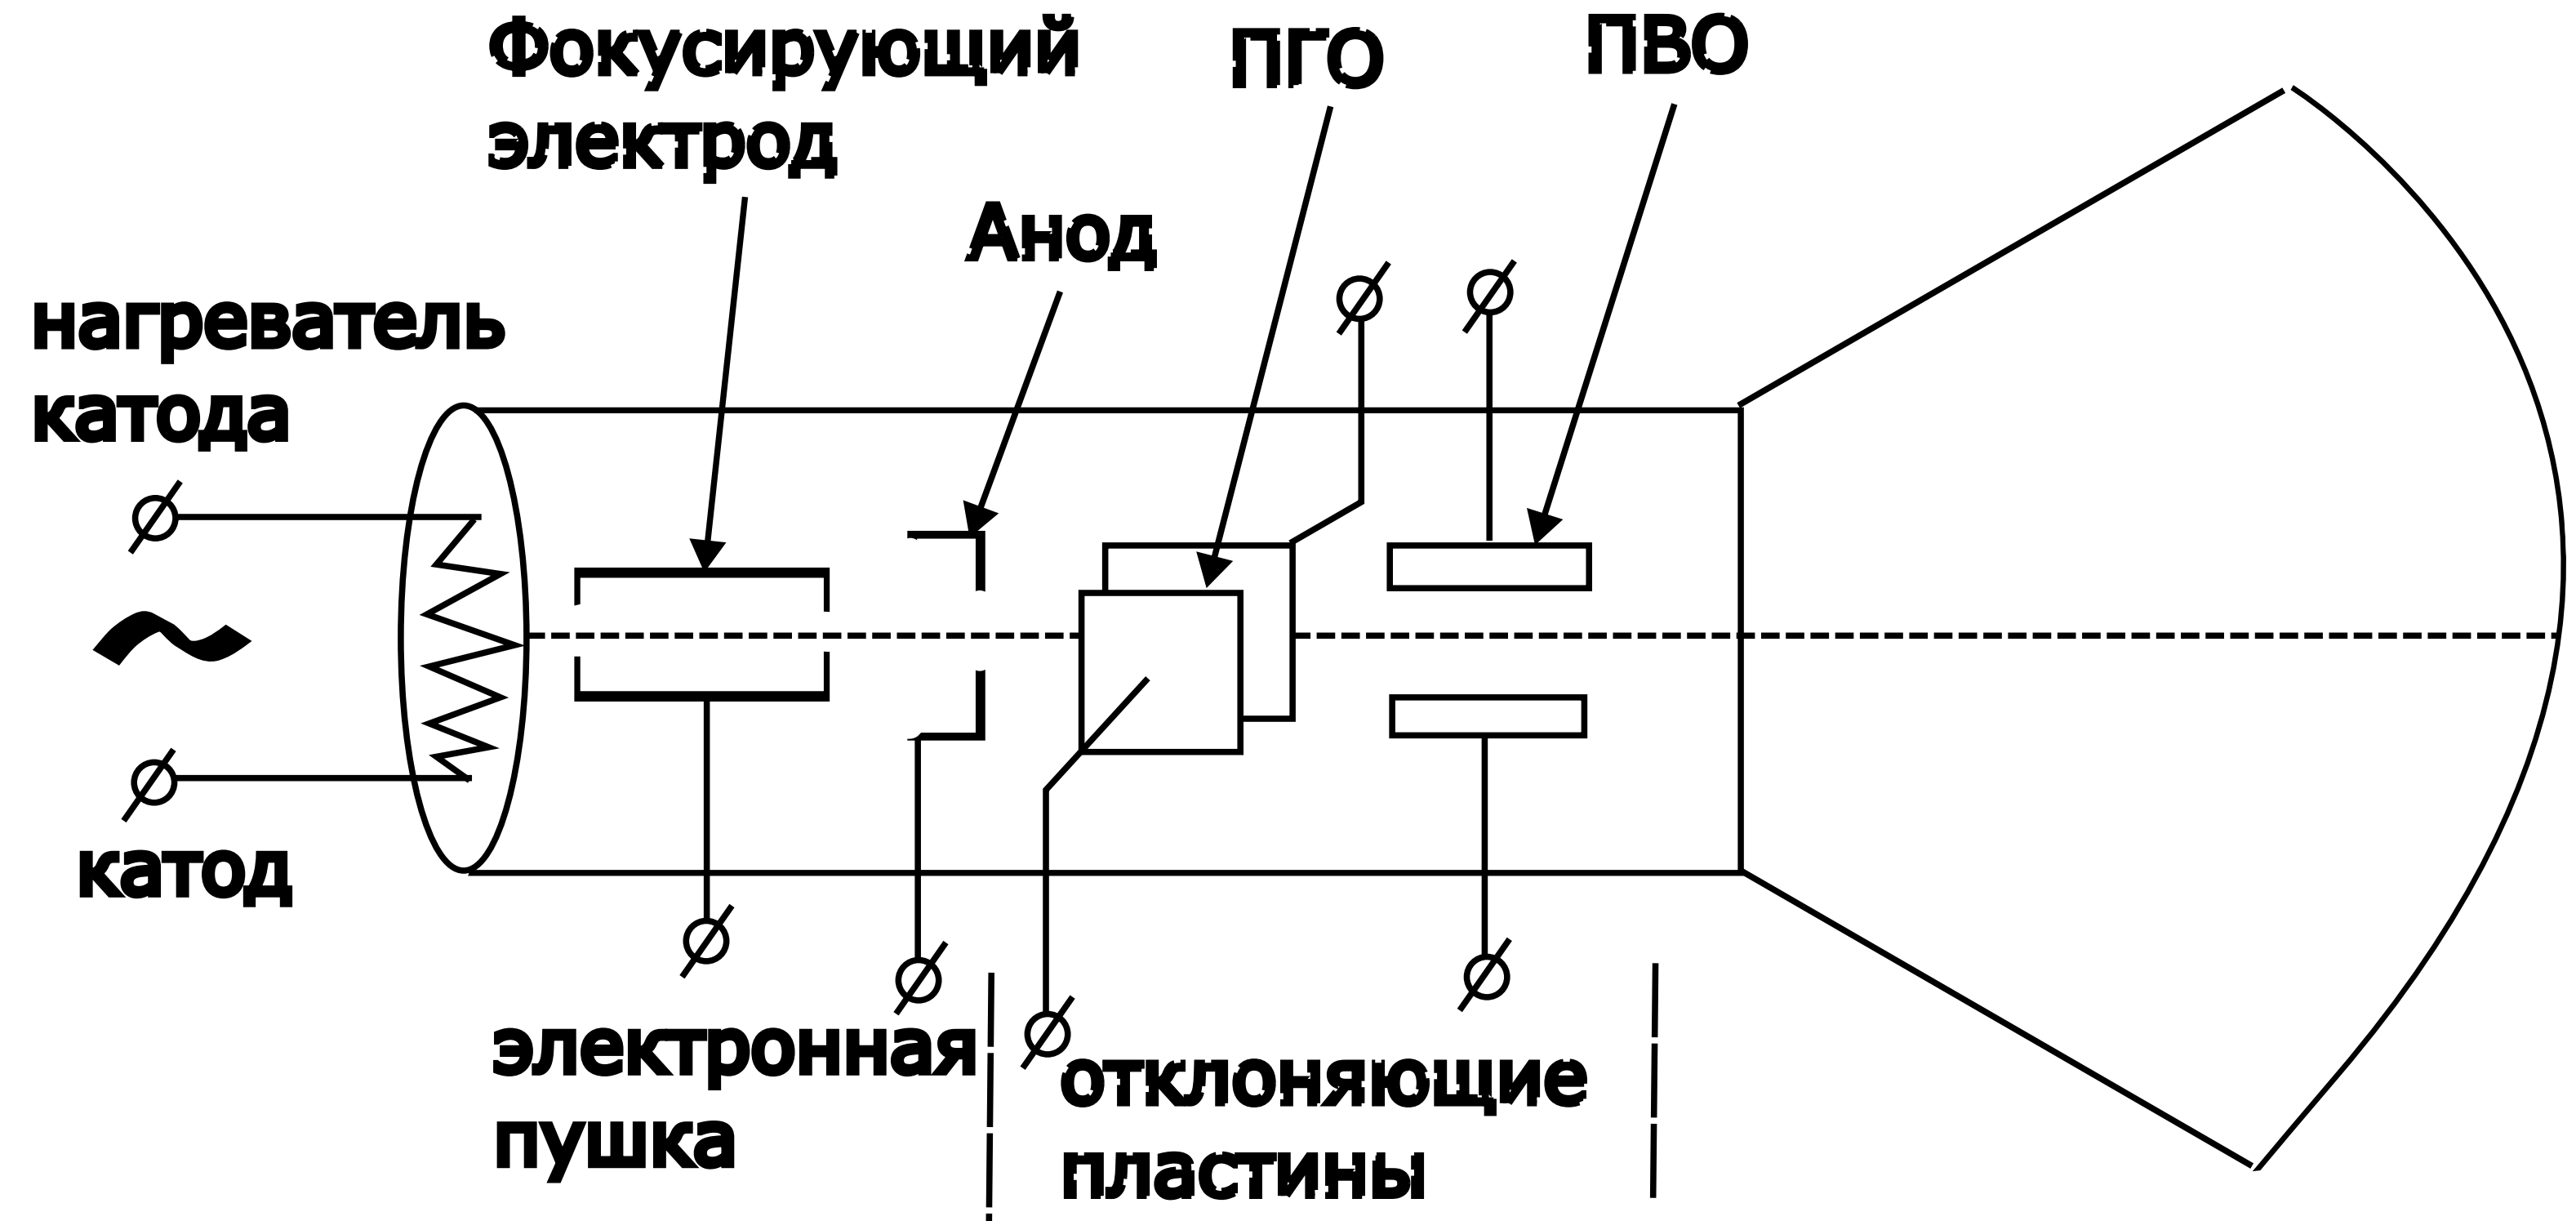 Фокусирующий
электрод
ПГО
ПВО
Анод
нагреватель
катода
катод
электронная
пушка
отклоняющие
пластины